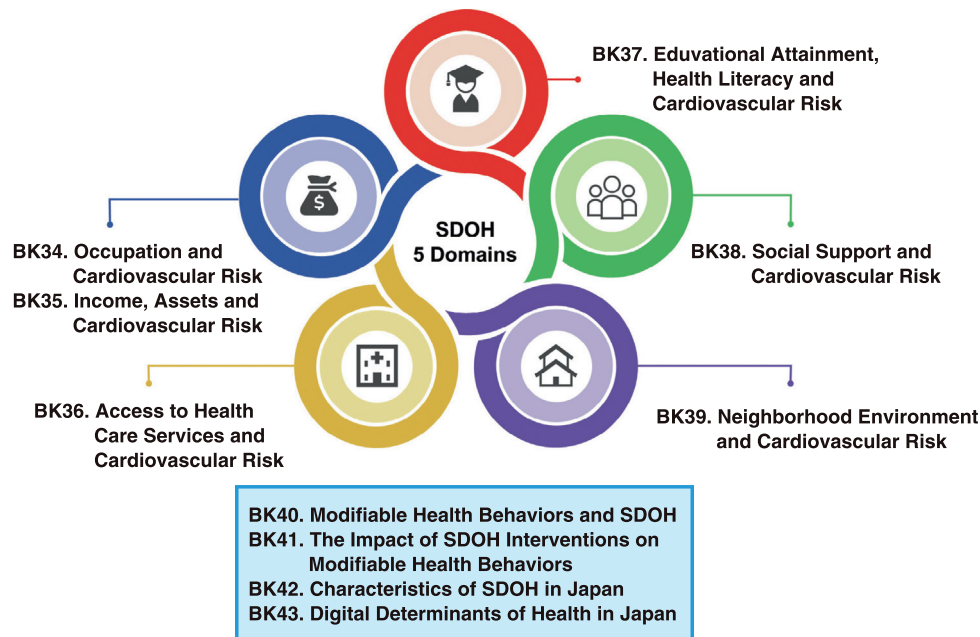 BK37. Eduvational Attainment,
Health Literacy and
Cardiovascular Risk
SDOH
5 Domains
BK34. Occupation and
Cardiovascular Risk
BK35. Income, Assets and
Cardiovascular Risk
BK38. Social Support and
Cardiovascular Risk
BK36. Access to Health
Care Services and
Cardiovascular Risk
BK39. Neighborhood Environment
and Cardiovascular Risk
BK40. Modifiable Health Behaviors and SDOH
BK41. The Impact of SDOH Interventions on
Modifiable Health Behaviors
BK42. Characteristics of SDOH in Japan
BK43. Digital Determinants of Health in Japan